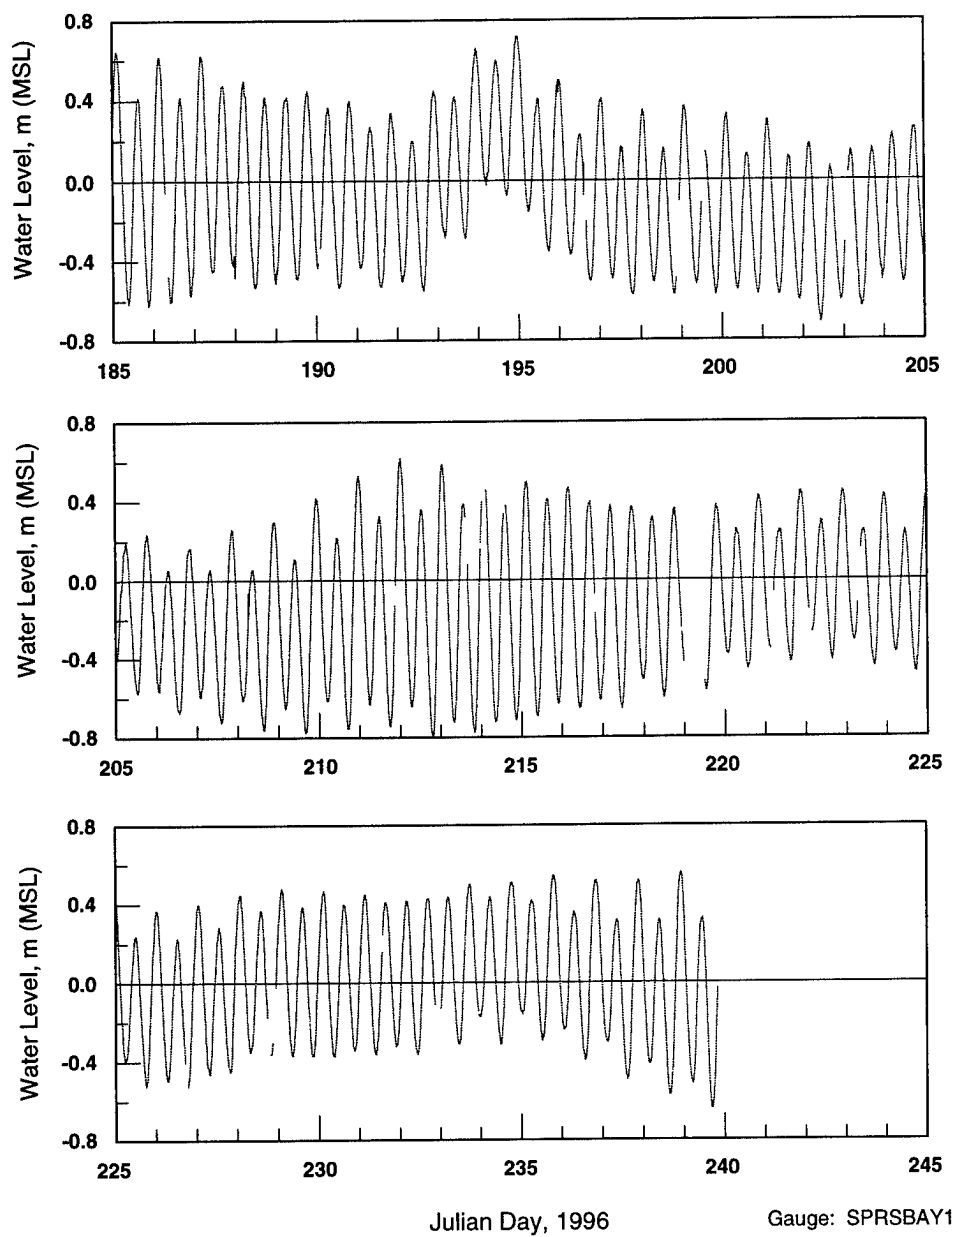 0.8
0.4
0.0
-0.4
-0.8
Water Level, m (MSL)
185 190 195 200 205
0.8
0.4
0.0
-0.4
-0.8
Water Level, m (MSL)
205 210 215 220 225
0.8
0.4
0.0
-0.4
-0.8
Water Level, m (MSL)
225 230 235 240 245
Julian Day, 1996
Gauge: SPRSBAY1